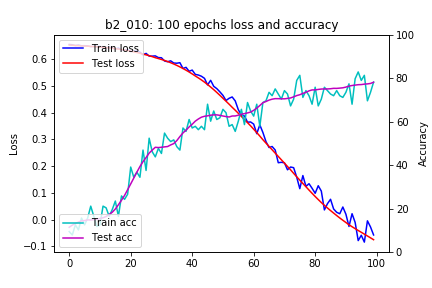 b2_010: 100 epochs loss and accuracy
Train loss
Test loss
Train acc
Test acc
Loss
Accuracy
0.6
0.5
0.4
0.3
0.2
0.1
0.0
−0.1
100
80
60
40
20
0
0 20 40 60 80 100